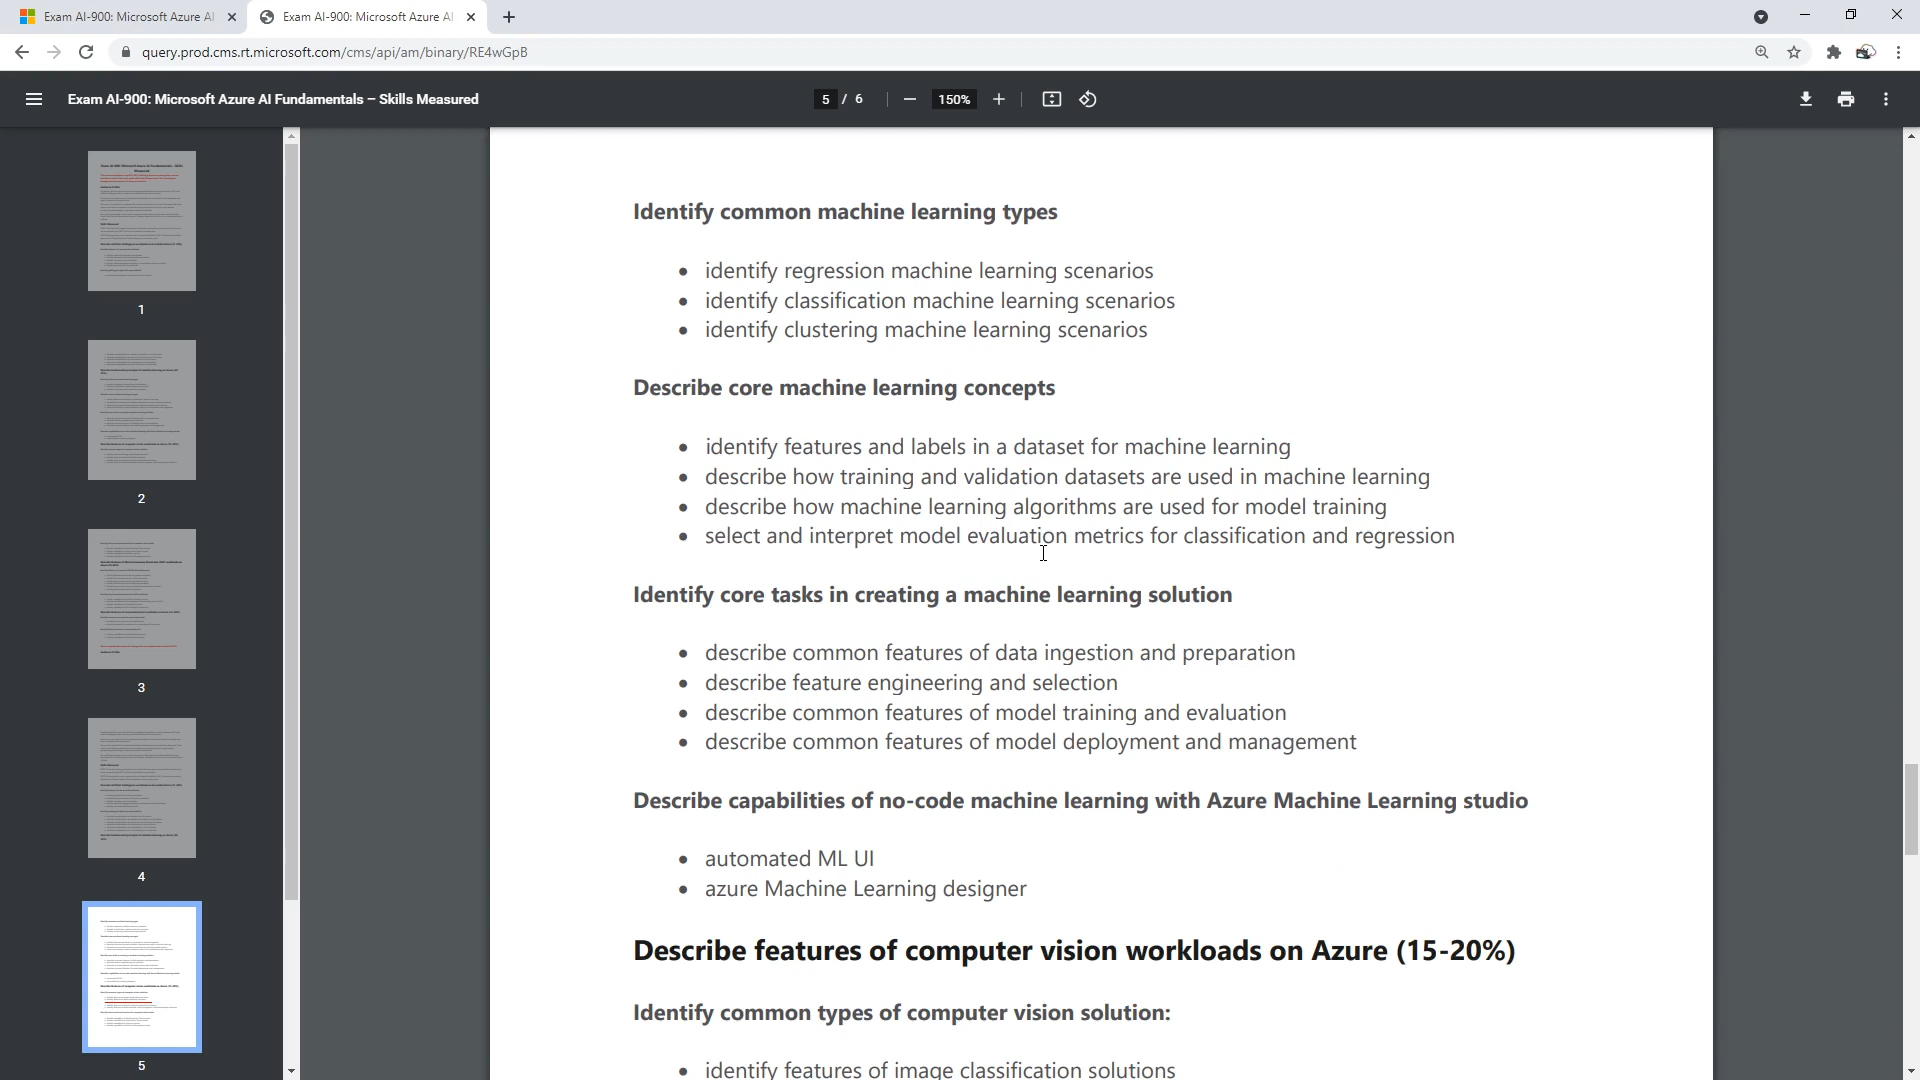 Exam AI-900: Microsoft Azure AI
Exam AI-900: Microsoft Azure AI
query.prod.cms.rt.microsoft.com/cms/api/am/binary/RE4wGpB
Exam AI-900: Microsoft Azure AI Fundamentals – Skills Measured
5 / 6
150%
1
2
3
4
5
Identify common machine learning types
• identify regression machine learning scenarios
• identify classification machine learning scenarios
• identify clustering machine learning scenarios
Describe core machine learning concepts
• identify features and labels in a dataset for machine learning
• describe how training and validation datasets are used in machine learning
• describe how machine learning algorithms are used for model training
• select and interpret model evaluation metrics for classification and regression
Identify core tasks in creating a machine learning solution
• describe common features of data ingestion and preparation
• describe feature engineering and selection
• describe common features of model training and evaluation
• describe common features of model deployment and management
Describe capabilities of no-code machine learning with Azure Machine Learning studio
• automated ML UI
• azure Machine Learning designer
Describe features of computer vision workloads on Azure (15-20%)
Identify common types of computer vision solution:
• identify features of image classification solutions